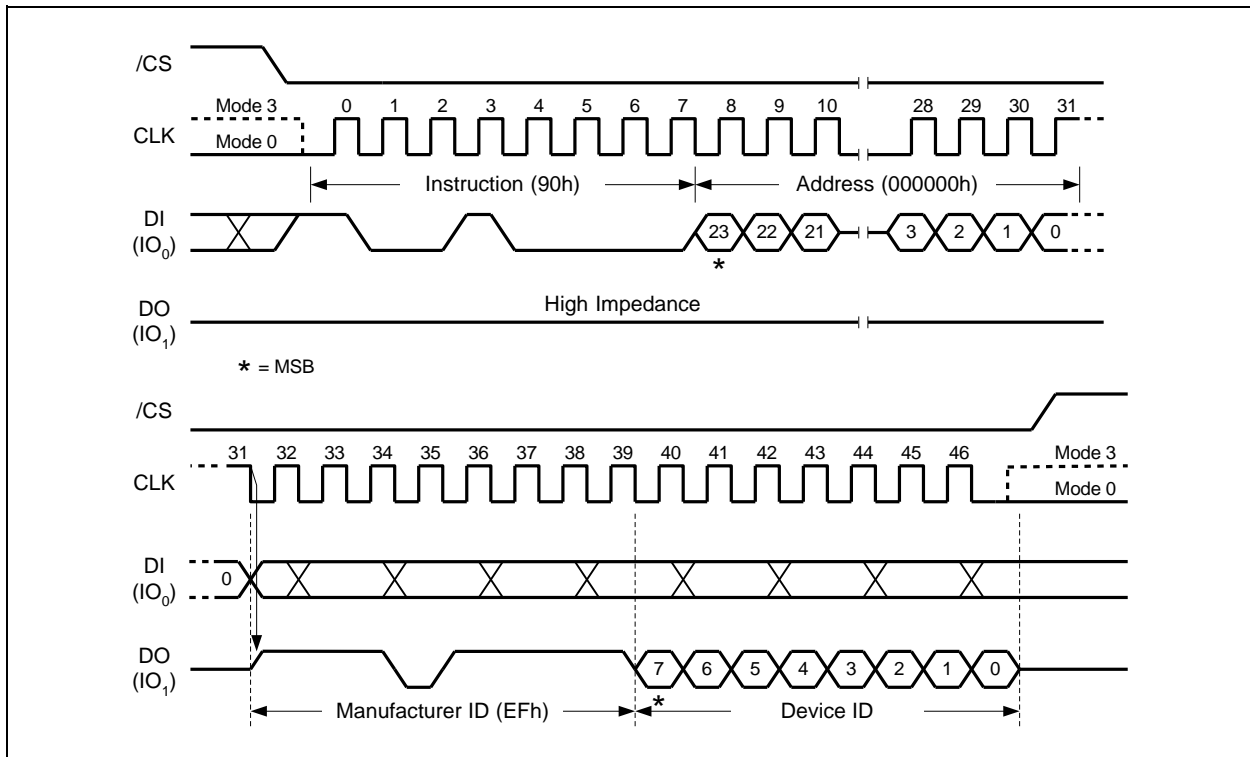 /CS
Mode 3 0 1 2 3 4 5 6 7 8 9 10 28 29 30 31
CLK
Mode 0
Instruction (90h) Address (000000h)
DI
(IO0) 23 22 21 3 2 1 0
*
High Impedance
DO
(IO1)
* = MSB
/CS
31 32 33 34 35 36 37 38 39 40 41 42 43 44 45 46 Mode 3
CLK
Mode 0
DI
(IO0) 0
DO
(IO1) 7 6 5 4 3 2 1 0
*
Manufacturer ID (EFh) Device ID